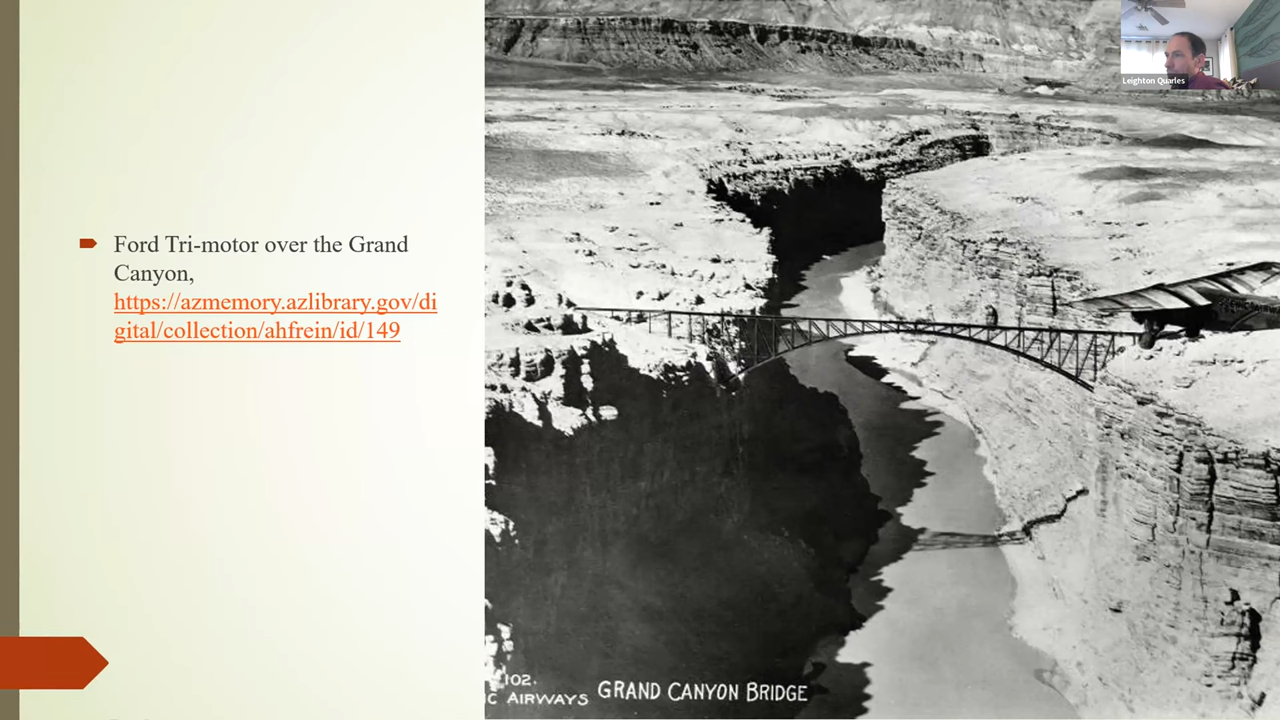 Leighton Quarles
Ford Tri-motor over the Grand
Canyon,
https://azmemory.azlibrary.gov/di
gital/collection/ahfrein/id/149
102.
C AIRWAYS
GRAND CANYON BRIDGE